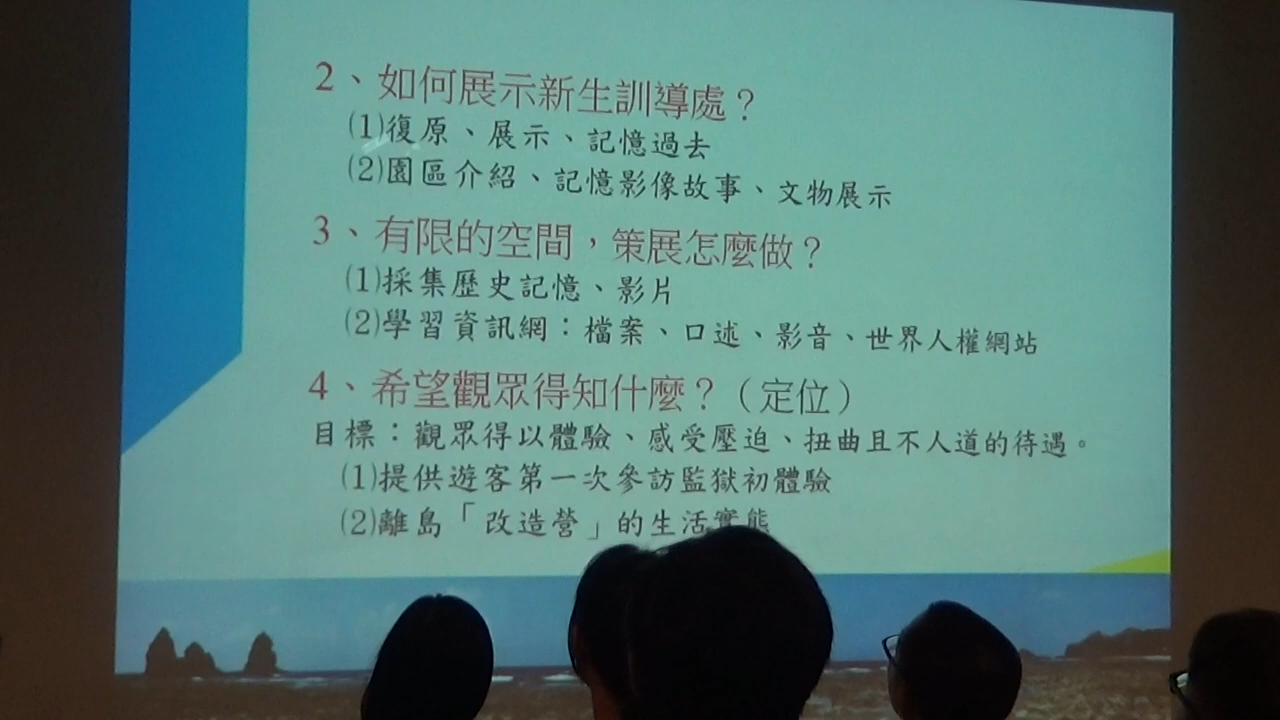 2、如何展示新生訓導處？
(1)復原、展示、記憶過去
(2)園區介紹、記憶影像故事、文物展示
3、有限的空間，策展怎麼做？
(1)採集歷史記憶、影片
(2)學習資訊網：檔案、口述、影音、世界人權網站
4、希望觀眾得知什麼？（定位）
目標：觀眾得以體驗、感受壓迫、扭曲且不人道的待遇。
(1)提供遊客第一次參訪監獄初體驗
(2)離島「改造營」的生活實態